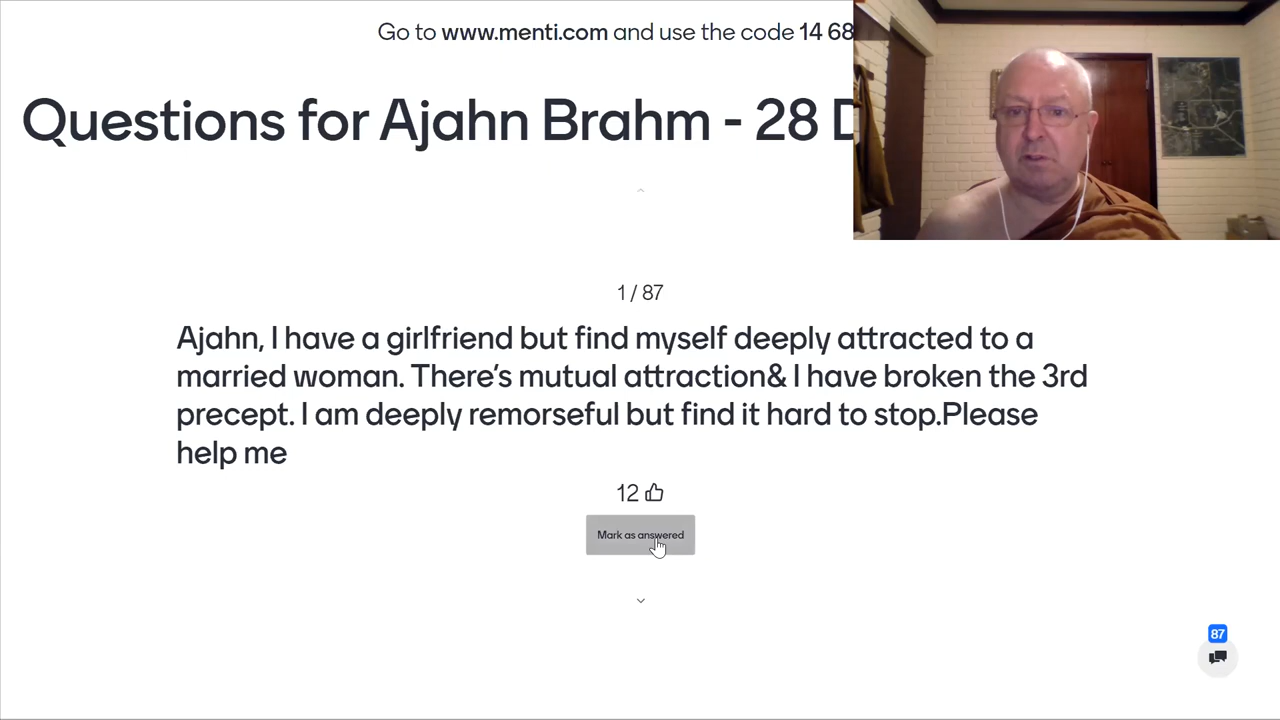 Go to www.menti.com and use the code 14 68
Questions for Ajahn Brahm - 28 D
1 / 87
Ajahn, I have a girlfriend but find myself deeply attracted to a
married woman. There's mutual attraction& I have broken the 3rd
precept. I am deeply remorseful but find it hard to stop.Please
help me
12
Mark as answered
87